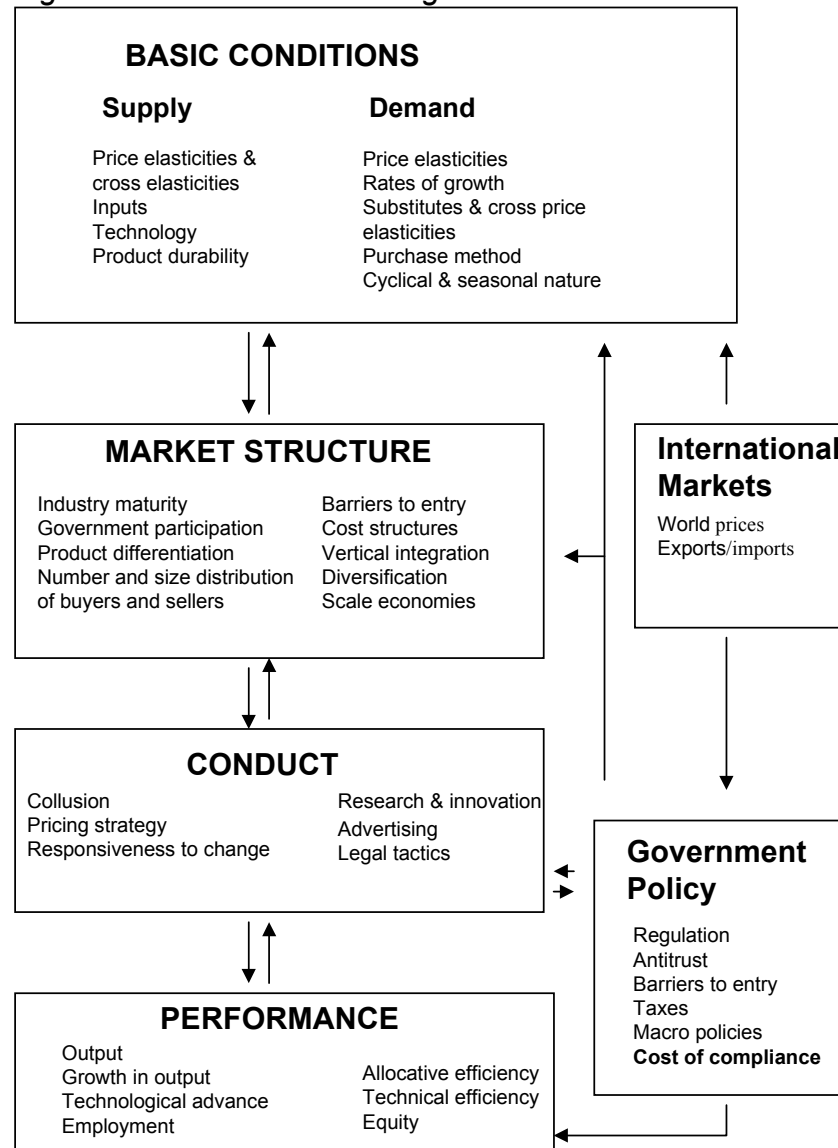 BASIC CONDITIONS
Supply
Price elasticities &
cross elasticities
Inputs
Technology
Product durability
Demand
Price elasticities
Rates of growth
Substitutes & cross price
elasticities
Purchase method
Cyclical & seasonal nature
MARKET STRUCTURE
Industry maturity
Government participation
Product differentiation
Number and size distribution
of buyers and sellers
Barriers to entry
Cost structures
Vertical integration
Diversification
Scale economies
International
Markets
World prices
Exports/imports
CONDUCT
Collusion
Pricing strategy
Responsiveness to change
Research & innovation
Advertising
Legal tactics
Government
Policy
Regulation
Antitrust
Barriers to entry
Taxes
Macro policies
Cost of compliance
PERFORMANCE
Output
Growth in output
Technological advance
Employment
Allocative efficiency
Technical efficiency
Equity